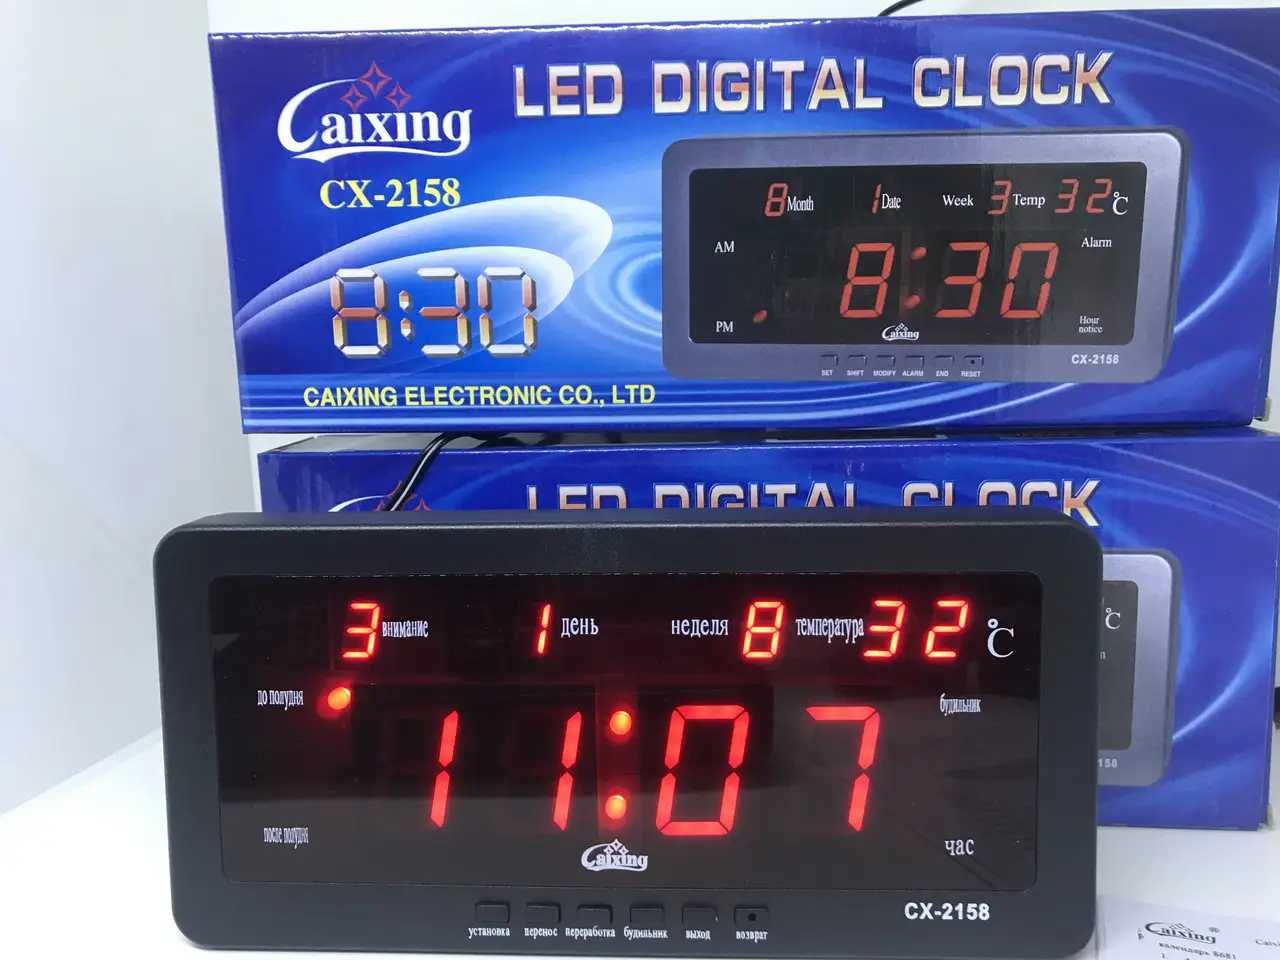 Caixing
LED DIGITAL CLOCK
CX-2158
8 Month 1 Date Week 3 Temp 32 °C
AM
Alarm
8:30
8:30
PM
Hour
notice
Caixing
SET SHIFT MODIFY ALARM END RESET
CX-2158
CAIXING ELECTRONIC CO., LTD
LED DIGITAL CLOCK
°C
158
3 внимание 1 день неделя 8 температура 32 °C
до полудня
будильник
11:07
после полудня
час
Caixing
установка перенос переработка будильник выход возврат
CX-2158
Caixing ®
календарь 8681